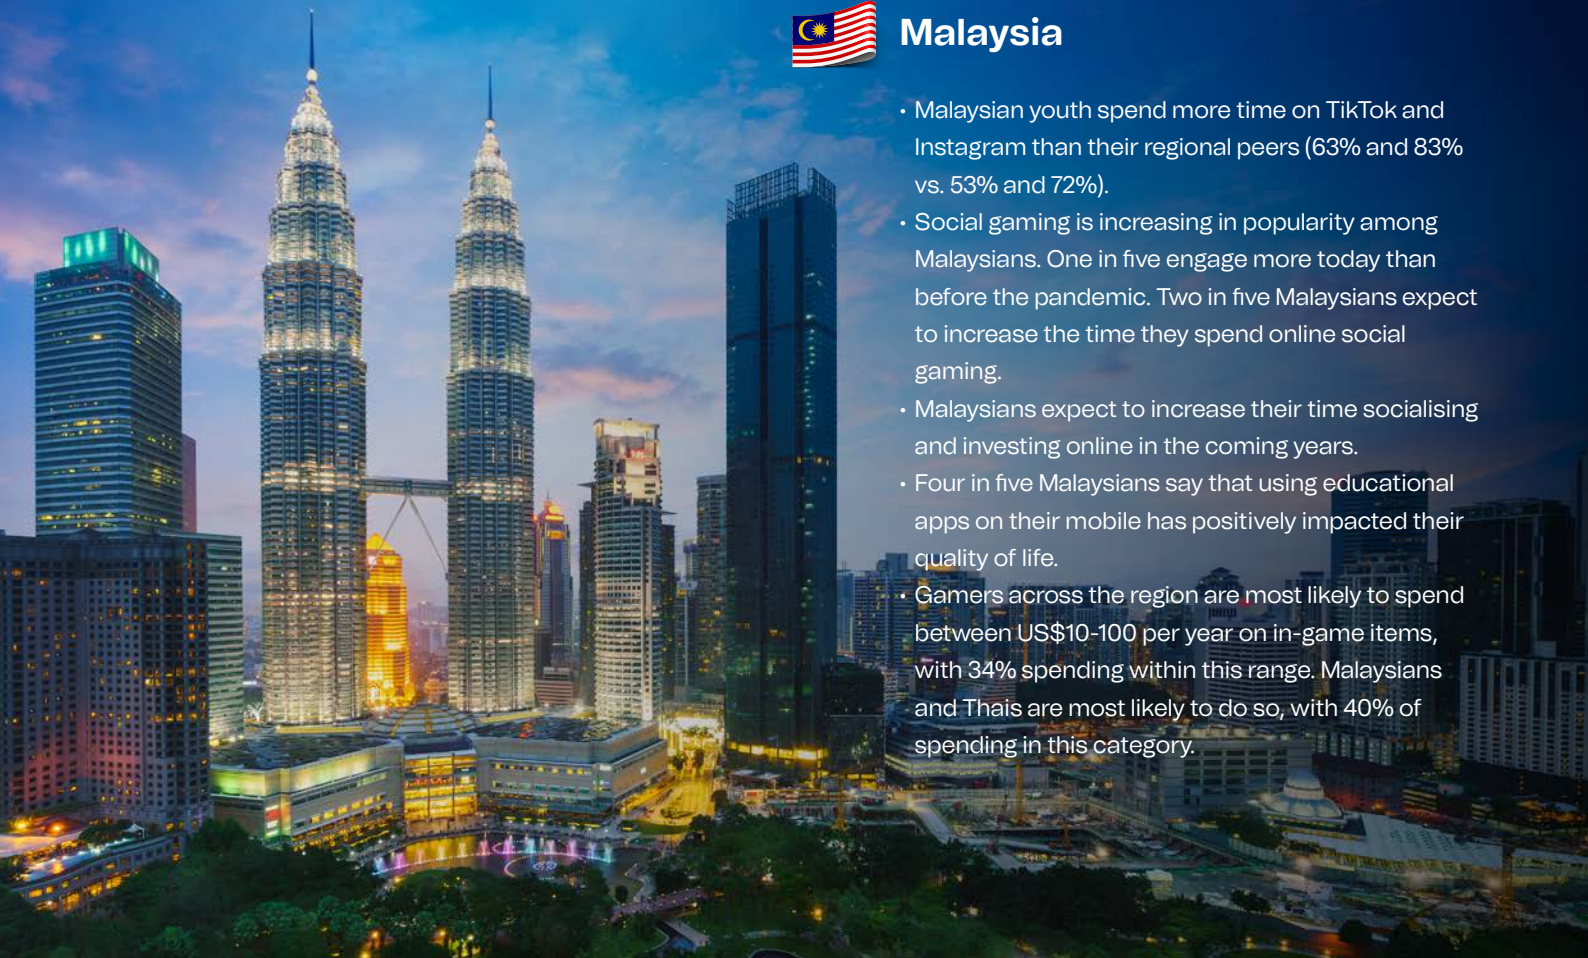 Malaysia
• Malaysian youth spend more time on TikTok and
Instagram than their regional peers (63% and 83%
vs. 53% and 72%).
• Social gaming is increasing in popularity among
Malaysians. One in five engage more today than
before the pandemic. Two in five Malaysians expect
to increase the time they spend online social
gaming.
• Malaysians expect to increase their time socialising
and investing online in the coming years.
• Four in five Malaysians say that using educational
apps on their mobile has positively impacted their
quality of life.
• Gamers across the region are most likely to spend
between US$10-100 per year on in-game items,
with 34% spending within this range. Malaysians
and Thais are most likely to do so, with 40% of
spending in this category.